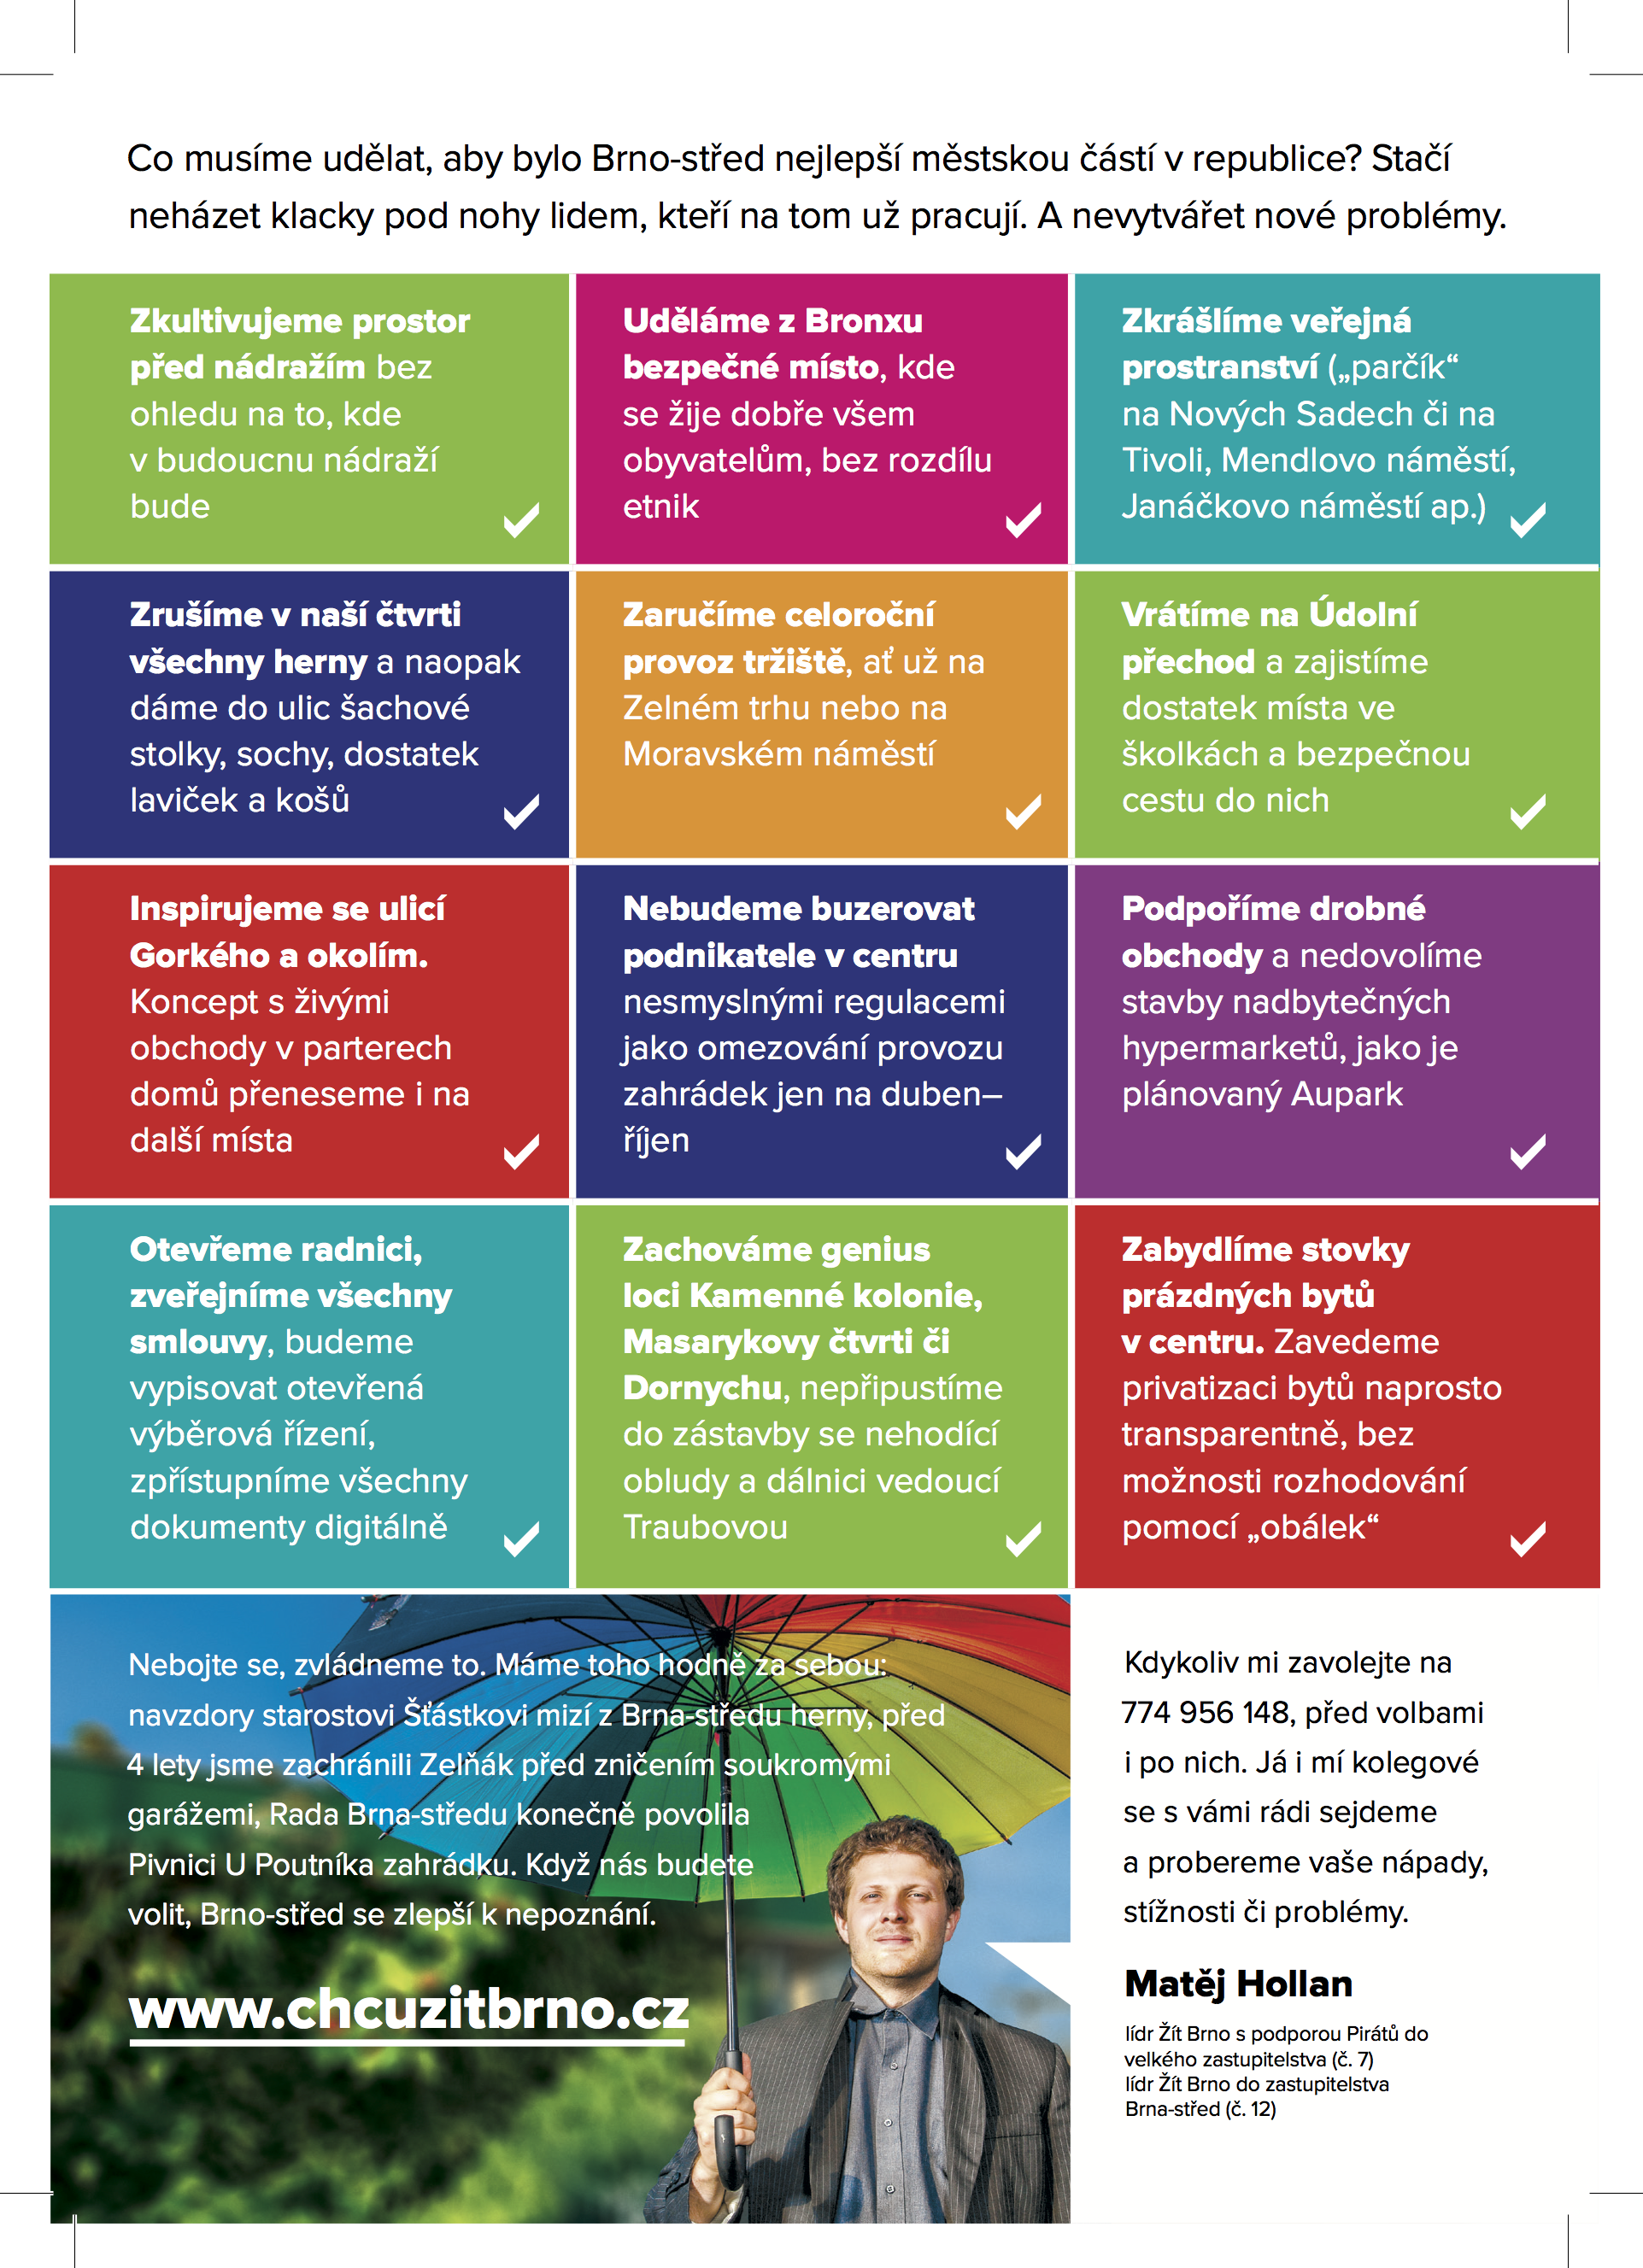 Co musíme udělat, aby bylo Brno-střed nejlepší městskou částí v republice? Stačí
neházet klacky pod nohy lidem, kteří na tom už pracují. A nevytvářet nové problémy.
Zkultivujeme prostor
před nádražím bez
ohledu na to, kde
v budoucnu nádraží
bude
Uděláme z Bronxu
bezpečné místo, kde
se žije dobře všem
obyvatelům, bez rozdílu
etnik
Zkrášlíme veřejná
prostranství („parčík“
na Nových Sadech či na
Tivoli, Mendlovo náměstí,
Janáčkovo náměstí ap.)
Zrušíme v naší čtvrti
všechny herny a naopak
dáme do ulic šachové
stolky, sochy, dostatek
laviček a košů
Zaručíme celoroční
provoz tržiště, ať už na
Zelném trhu nebo na
Moravském náměstí
Vrátíme na Údolní
přechod a zajistíme
dostatek místa ve
školkách a bezpečnou
cestu do nich
Inspirujeme se ulicí
Gorkého a okolím.
Koncept s živými
obchody v parterech
domů přeneseme i na
další místa
Nebudeme buzerovat
podnikatele v centru
nesmyslnými regulacemi
jako omezování provozu
zahrádek jen na duben–
říjen
Podpoříme drobné
obchody a nedovolíme
stavby nadbytečných
hypermarketů, jako je
plánovaný Aupark
Otevřeme radnici,
zveřejníme všechny
smlouvy, budeme
vypisovat otevřená
výběrová řízení,
zpřístupníme všechny
dokumenty digitálně
Zachováme genius
loci Kamenné kolonie,
Masarykovy čtvrti či
Dornychu, nepřipustíme
do zástavby se nehodící
obludy a dálnici vedoucí
Traubovou
Zabydlíme stovky
prázdných bytů
v centru. Zavedeme
privatizaci bytů naprosto
transparentně, bez
možnosti rozhodování
pomocí „obálek“
Nebojte se, zvládneme to. Máme toho hodně za sebou:
navzdory starostovi Šťástkovi mizí z Brna-středu herny, před
4 lety jsme zachránili Zelňák před zničením soukromými
garážemi, Rada Brna-středu konečně povolila
Pivnici U Poutníka zahrádku. Když nás budete
volit, Brno-střed se zlepší k nepoznání.
www.chcuzitbrno.cz
Kdykoliv mi zavolejte na
774 956 148, před volbami
i po nich. Já i mí kolegové
se s vámi rádi sejdeme
a probereme vaše nápady,
stížnosti či problémy.
Matěj Hollan
lídr Žít Brno s podporou Pirátů do
velkého zastupitelstva (č. 7)
lídr Žít Brno do zastupitelstva
Brna-střed (č. 12)